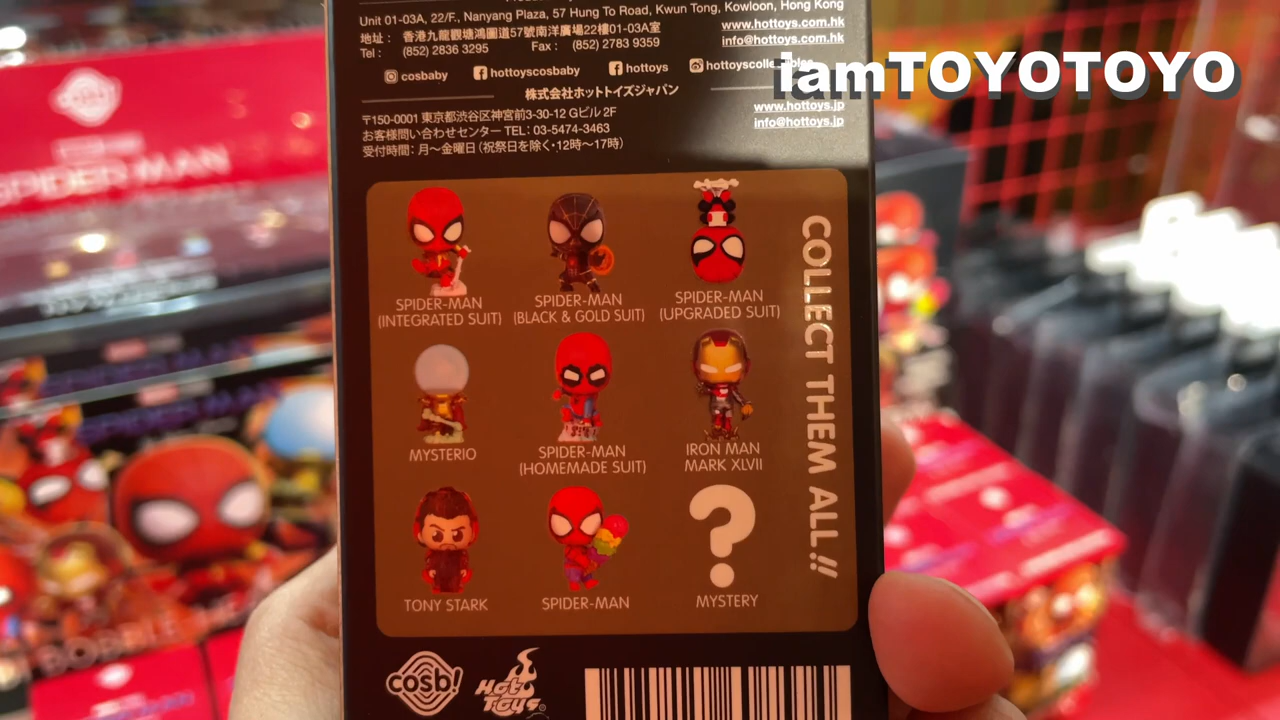 Unit 01-03A, 22/F., Nanyang Plaza, 57 Hung To Road, Kwun Tong, Kowloon, Hong Kong
地址: 香港九龍觀塘鴻圖道57號南洋廣場22樓01-03A室
www.hottoys.com.hk
Tel : (852) 2836 3295 Fax : (852) 2783 9359
info@hottoys.com.hk
cosbaby hottoyscosbaby hottoys
iamTOYOTOYO
株式会社ホットトイズジャパン
〒150-0001 東京都渋谷区神宮前3-30-12 Gビル 2F
www.hottoys.jp
お客様問い合わせセンター TEL: 03-5474-3463
info@hottoys.jp
受付時間: 月〜金曜日(祝祭日を除く・12時〜17時)
SPIDER MAN
COLLECT THEM ALL !!
SPIDER-MAN
(INTEGRATED SUIT)
SPIDER-MAN
(BLACK & GOLD SUIT)
SPIDER-MAN
(UPGRADED SUIT)
MYSTERIO
SPIDER-MAN
(HOMEMADE SUIT)
IRON MAN
MARK XLVII
TONY STARK
SPIDER-MAN
MYSTERY
cosb!
Hot
Toys